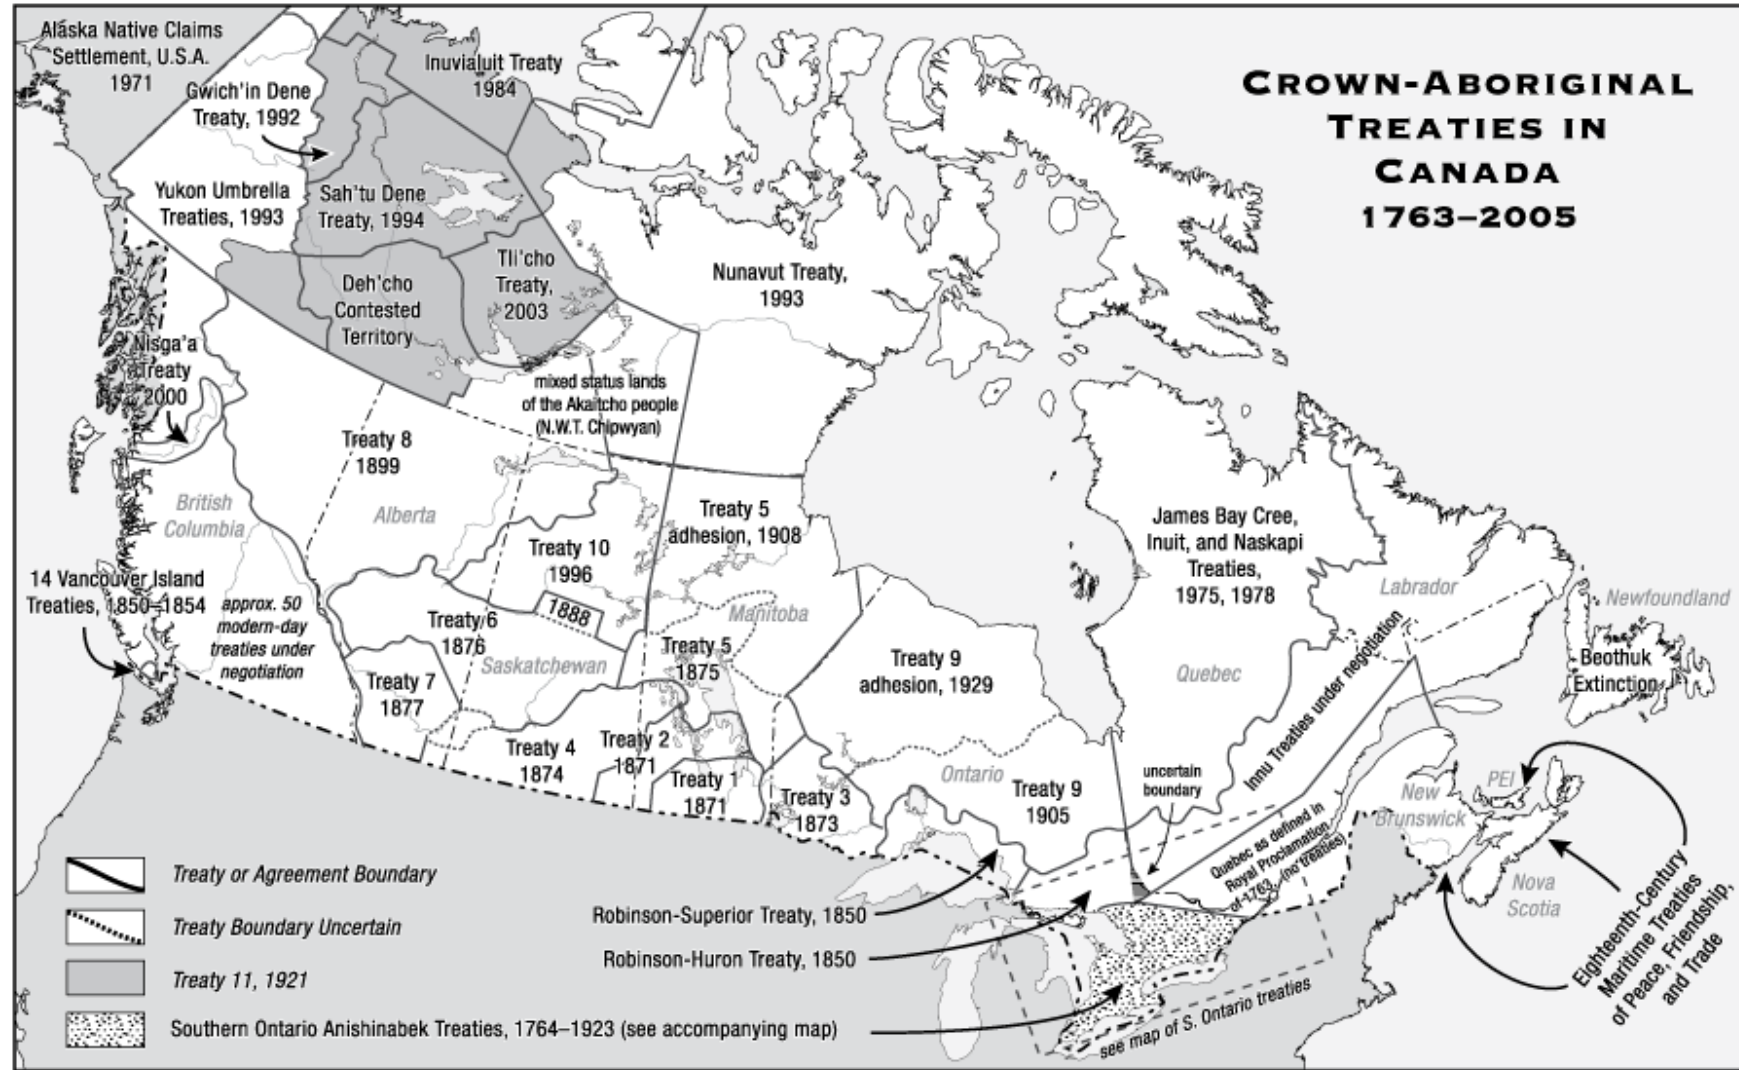 Alaska Native Claims
Settlement, U.S.A.
1971
Gwich'in Dene
Treaty, 1992
Inuvialuit Treaty
1984
CROWN-ABORIGINAL
TREATIES IN
CANADA
1763–2005
Yukon Umbrella
Treaties, 1993
Sah'tu Dene
Treaty, 1994
Tli'cho
Treaty,
2003
Deh'cho
Contested
Territory
Nunavut Treaty,
1993
Nisga'a
Treaty
2000
mixed status lands
of the Akaitcho people
(N.W.T. Chipwyan)
Treaty 8
1899
British
Columbia
Alberta
Treaty 5
adhesion, 1908
James Bay Cree,
Inuit, and Naskapi
Treaties,
1975, 1978
Treaty 10
1996
1888
14 Vancouver Island
Treaties, 1850–1854
approx. 50
modern-day
treaties under
negotiation
Treaty 6
1876
Saskatchewan
Manitoba
Treaty 5
1875
Treaty 7
1877
Treaty 9
adhesion, 1929
Labrador
Newfoundland
Beothuk
Extinction
Quebec
Innu Treaties under negotiation
Treaty 4
1874
Treaty 2
1871
Treaty 1
1871
Treaty 3
1873
Ontario
Treaty 9
1905
uncertain
boundary
Quebec as defined in
Royal Proclamation
of 1763, (no treaties)
New
Brunswick
PEI
Nova
Scotia
Eighteenth-Century
Maritime Treaties
of Peace, Friendship,
and Trade
Treaty or Agreement Boundary
Treaty Boundary Uncertain
Treaty 11, 1921
Southern Ontario Anishinabek Treaties, 1764–1923 (see accompanying map)
Robinson-Superior Treaty, 1850
Robinson-Huron Treaty, 1850
see map of S. Ontario treaties